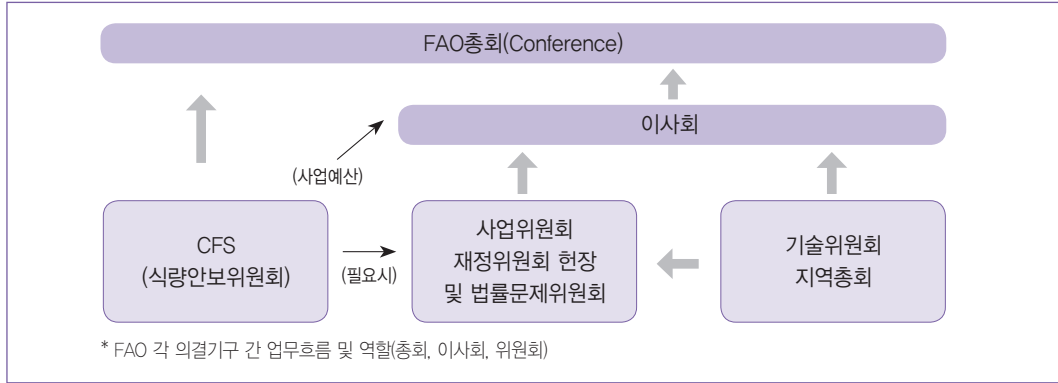 FAO총회(Conference)
이사회
(사업예산)
CFS
(식량안보위원회)
(필요시)
사업위원회
재정위원회 헌장
및 법률문제위원회
기술위원회
지역총회
* FAO 각 의결기구 간 업무흐름 및 역할(총회, 이사회, 위원회)